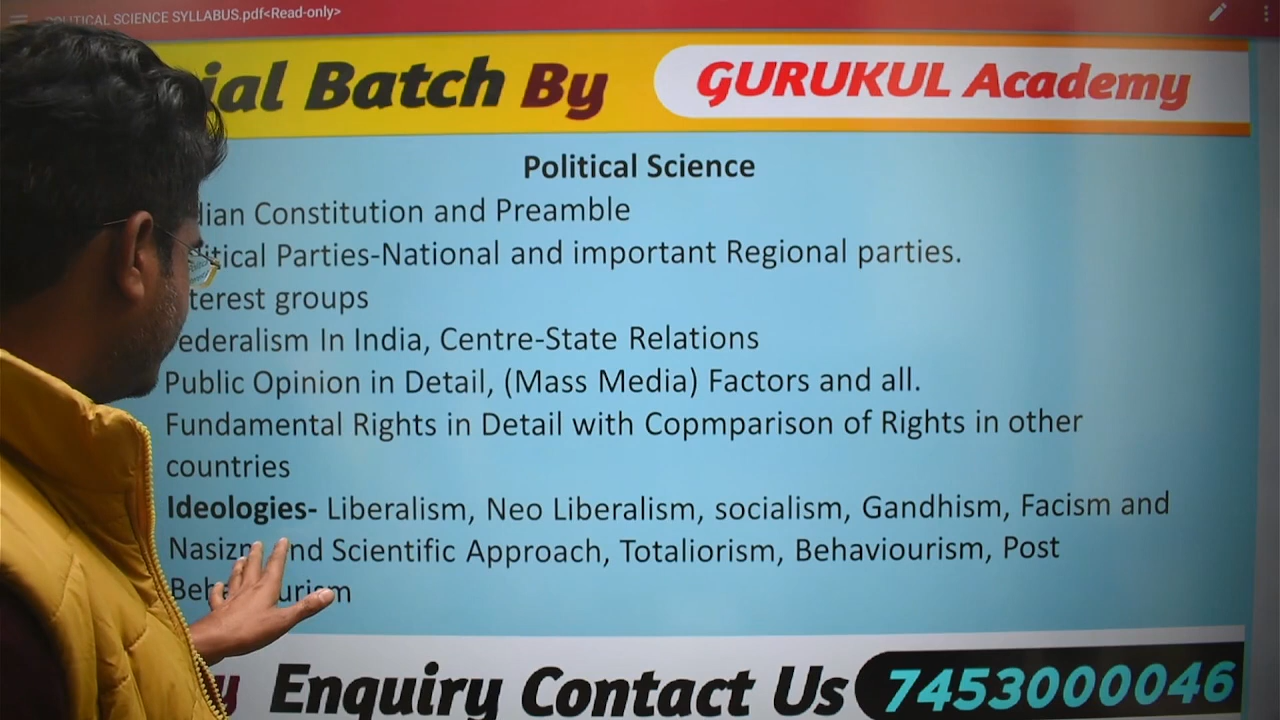 POLITICAL SCIENCE SYLLABUS.pdf<Read-only>
ial Batch By GURUKUL Academy
Political Science
dian Constitution and Preamble
itical Parties-National and important Regional parties.
terest groups
ederalism In India, Centre-State Relations
Public Opinion in Detail, (Mass Media) Factors and all.
Fundamental Rights in Detail with Copmparison of Rights in other
countries
Ideologies- Liberalism, Neo Liberalism, socialism, Gandhism, Facism and
Nasizm and Scientific Approach, Totaliorism, Behaviourism, Post
Enquiry Contact Us 7453000046